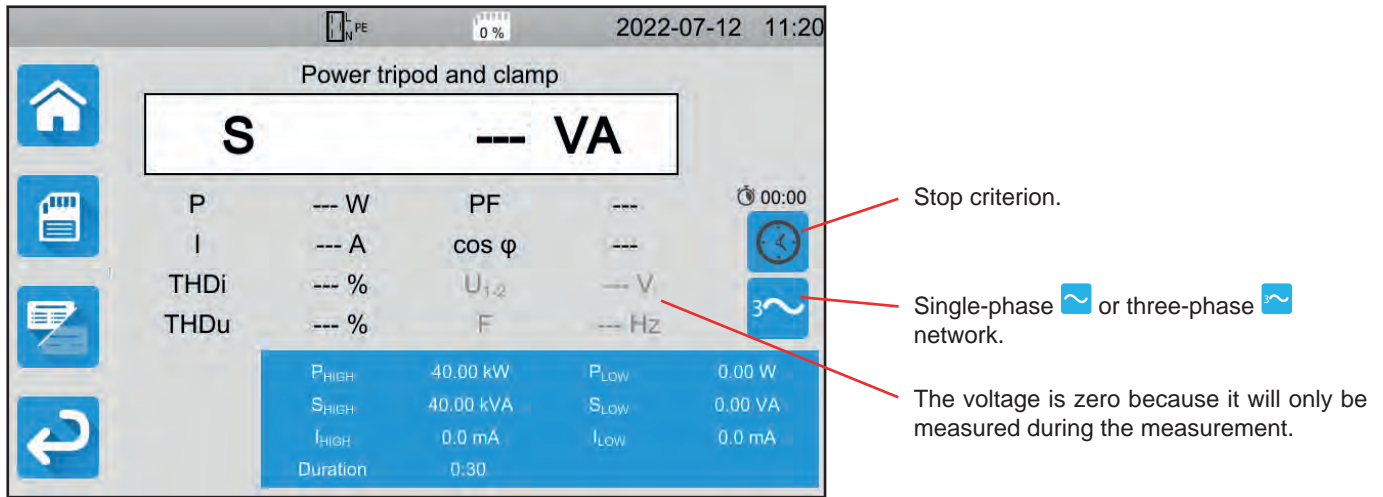 L
N PE
0 %
2022-07-12 11:20
Power tripod and clamp
S --- VA
P --- W PF ---
I --- A cos φ ---
THDi --- % U1-2 --- V
THDu --- % F --- Hz
00:00
3
PHIGH 40.00 kW PLOW 0.00 W
SHIGH 40.00 kVA SLOW 0.00 VA
IHIGH 0.0 mA ILOW 0.0 mA
Duration 0:30
Stop criterion.
Single-phase or three-phase 3
network.
The voltage is zero because it will only be
measured during the measurement.